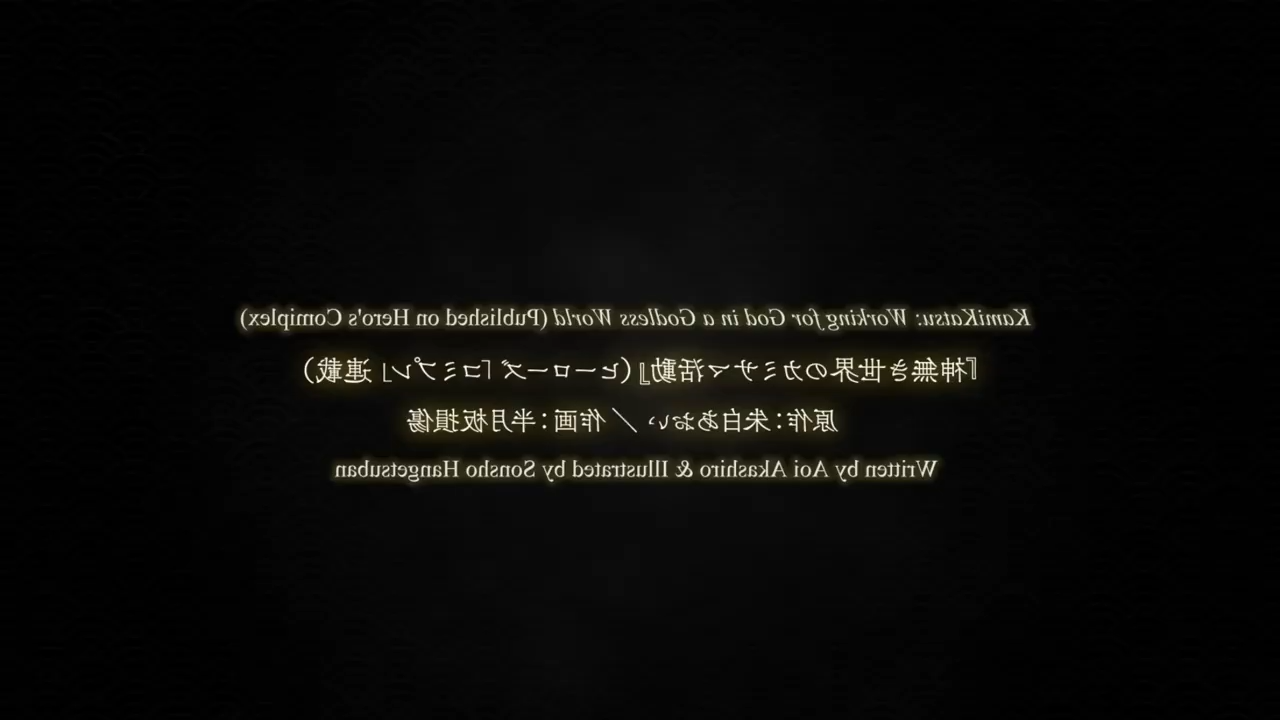 KamiKatsu: Working for God in a Godless World (Published on Hero's Comiplex)
『神無き世界のカミサマ活動』(ヒーローズ「コミプレ」連載)
原作:朱白あおい / 作画:半月板損傷
Written by Aoi Akashiro & Illustrated by Sonsho Hangetsuban